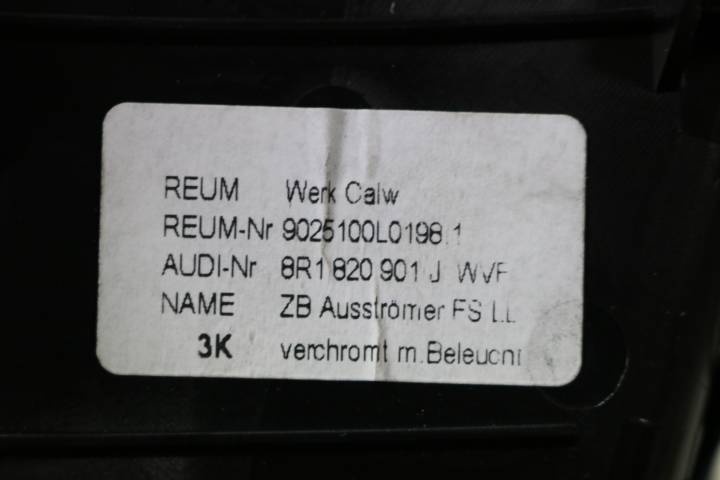 REUM Werk Calw
REUM-Nr 9025100L0198.1
AUDI-Nr 8R1 820 901 J WVF
NAME ZB Ausströmer FS LL
3K verchromt m.Beleucht